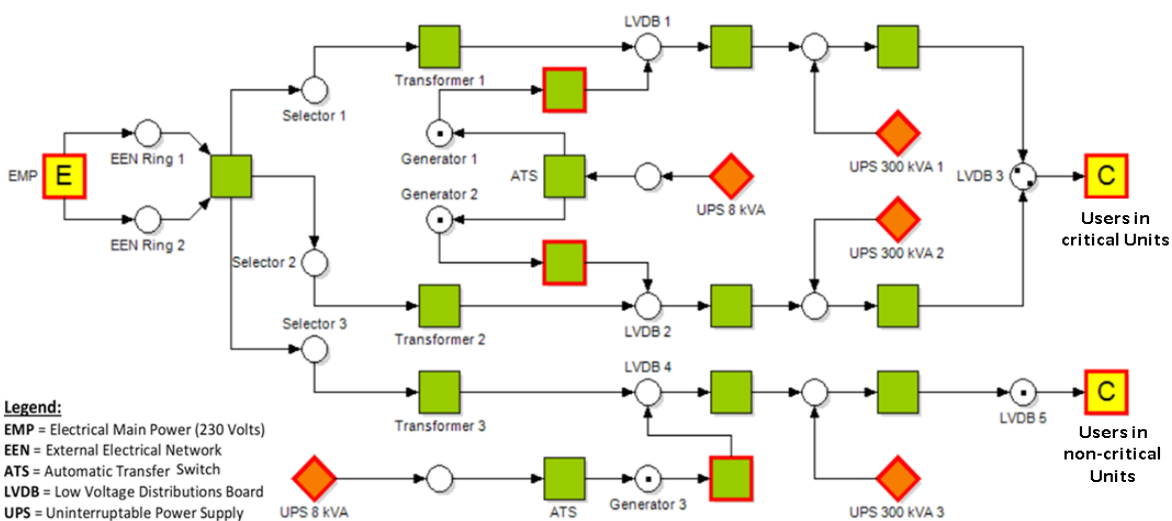 LVDB 1
Transformer 1
Selector 1
EEN Ring 1
Generator 1
UPS 300 kVA 1
EMP
E
ATS
UPS 8 kVA
LVDB 3
C
Users in
critical Units
Generator 2
EEN Ring 2
UPS 300 kVA 2
Selector 2
Selector 3
Transformer 2
LVDB 2
LVDB 4
Transformer 3
C
LVDB 5
Users in
non-critical
Units
Legend:
EMP = Electrical Main Power (230 Volts)
EEN = External Electrical Network
ATS = Automatic Transfer Switch
LVDB = Low Voltage Distributions Board
UPS = Uninterruptable Power Supply
UPS 8 kVA
ATS
Generator 3
UPS 300 kVA 3